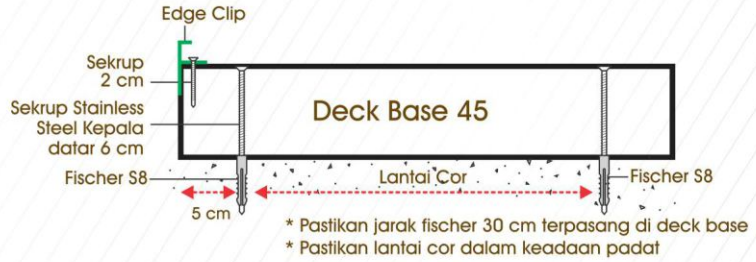 Edge Clip
Sekrup
2 cm
Sekrup Stainless
Steel Kepala
datar 6 cm
Deck Base 45
Fischer S8
Lantai Cor
Fischer S8
5 cm
* Pastikan jarak fischer 30 cm terpasang di deck base
* Pastikan lantai cor dalam keadaan padat